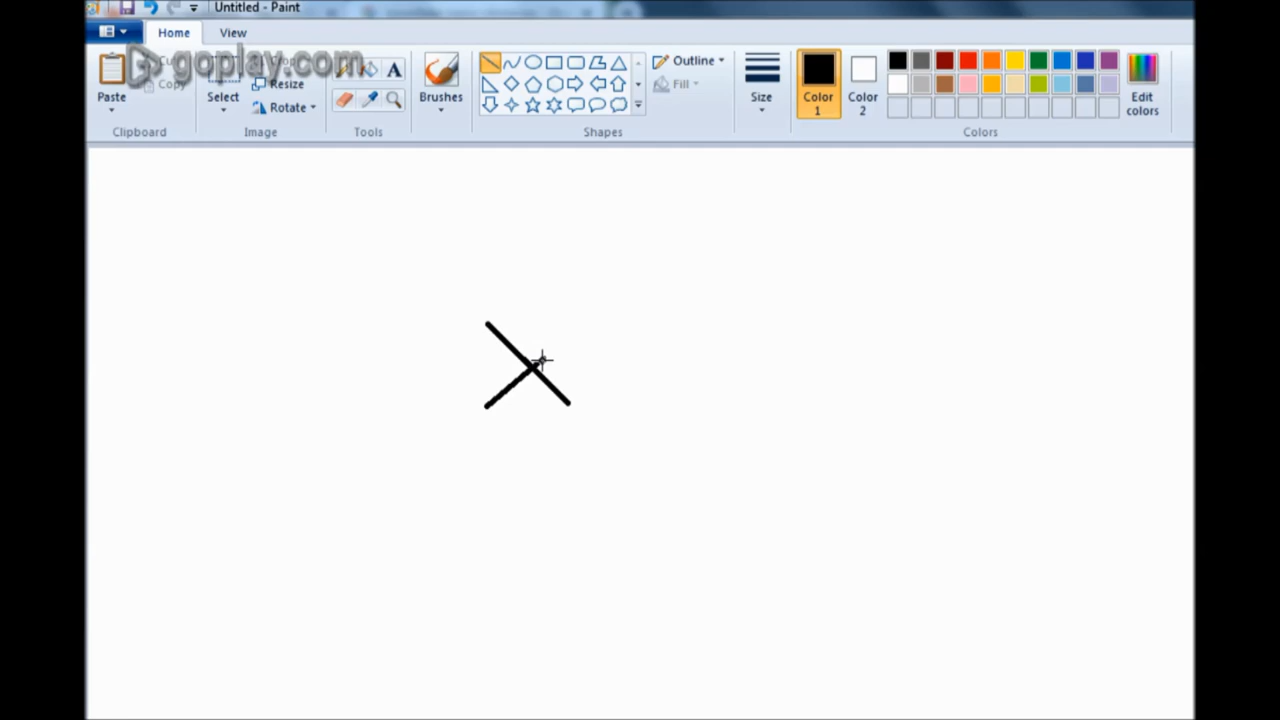 Untitled - Paint
Home View
goplay.com
Paste
Copy
Select
Resize
Rotate
A
Brushes
Outline
Fill
Size
Color 1
Color 2
Edit colors
Clipboard Image Tools Shapes Colors